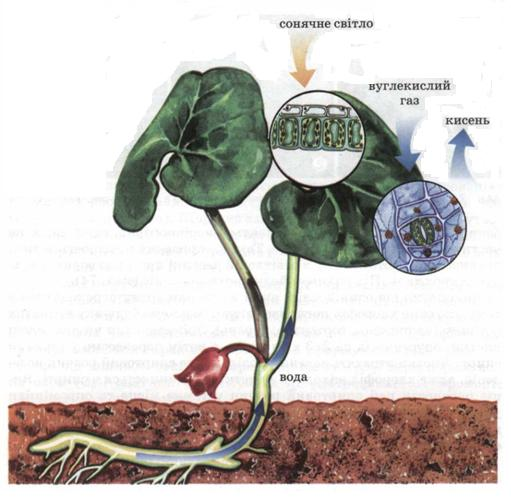 сонячне світло
вуглекислий
газ
кисень
вода